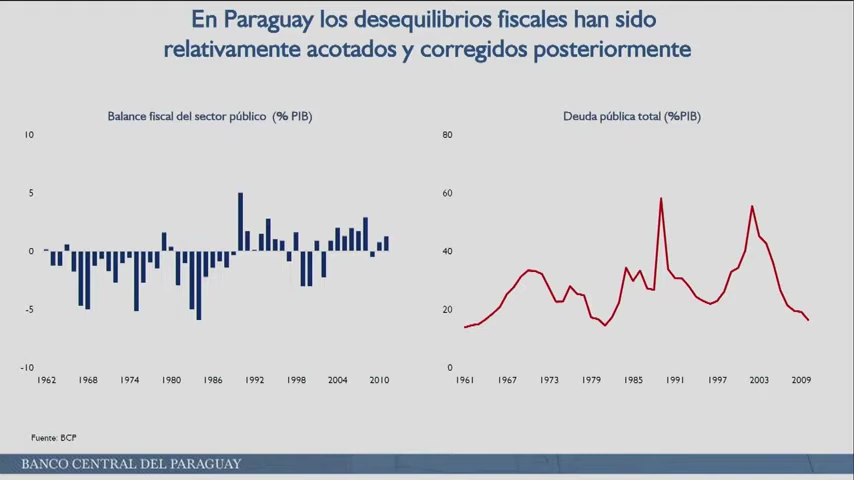 En Paraguay los desequilibrios fiscales han sido
relativamente acotados y corregidos posteriormente
Balance fiscal del sector público (% PIB)
10
5
0
-5
-10
1962 1968 1974 1980 1986 1992 1998 2004 2010
Deuda pública total (%PIB)
80
60
40
20
0
1961 1967 1973 1979 1985 1991 1997 2003 2009
Fuente: BCP
BANCO CENTRAL DEL PARAGUAY